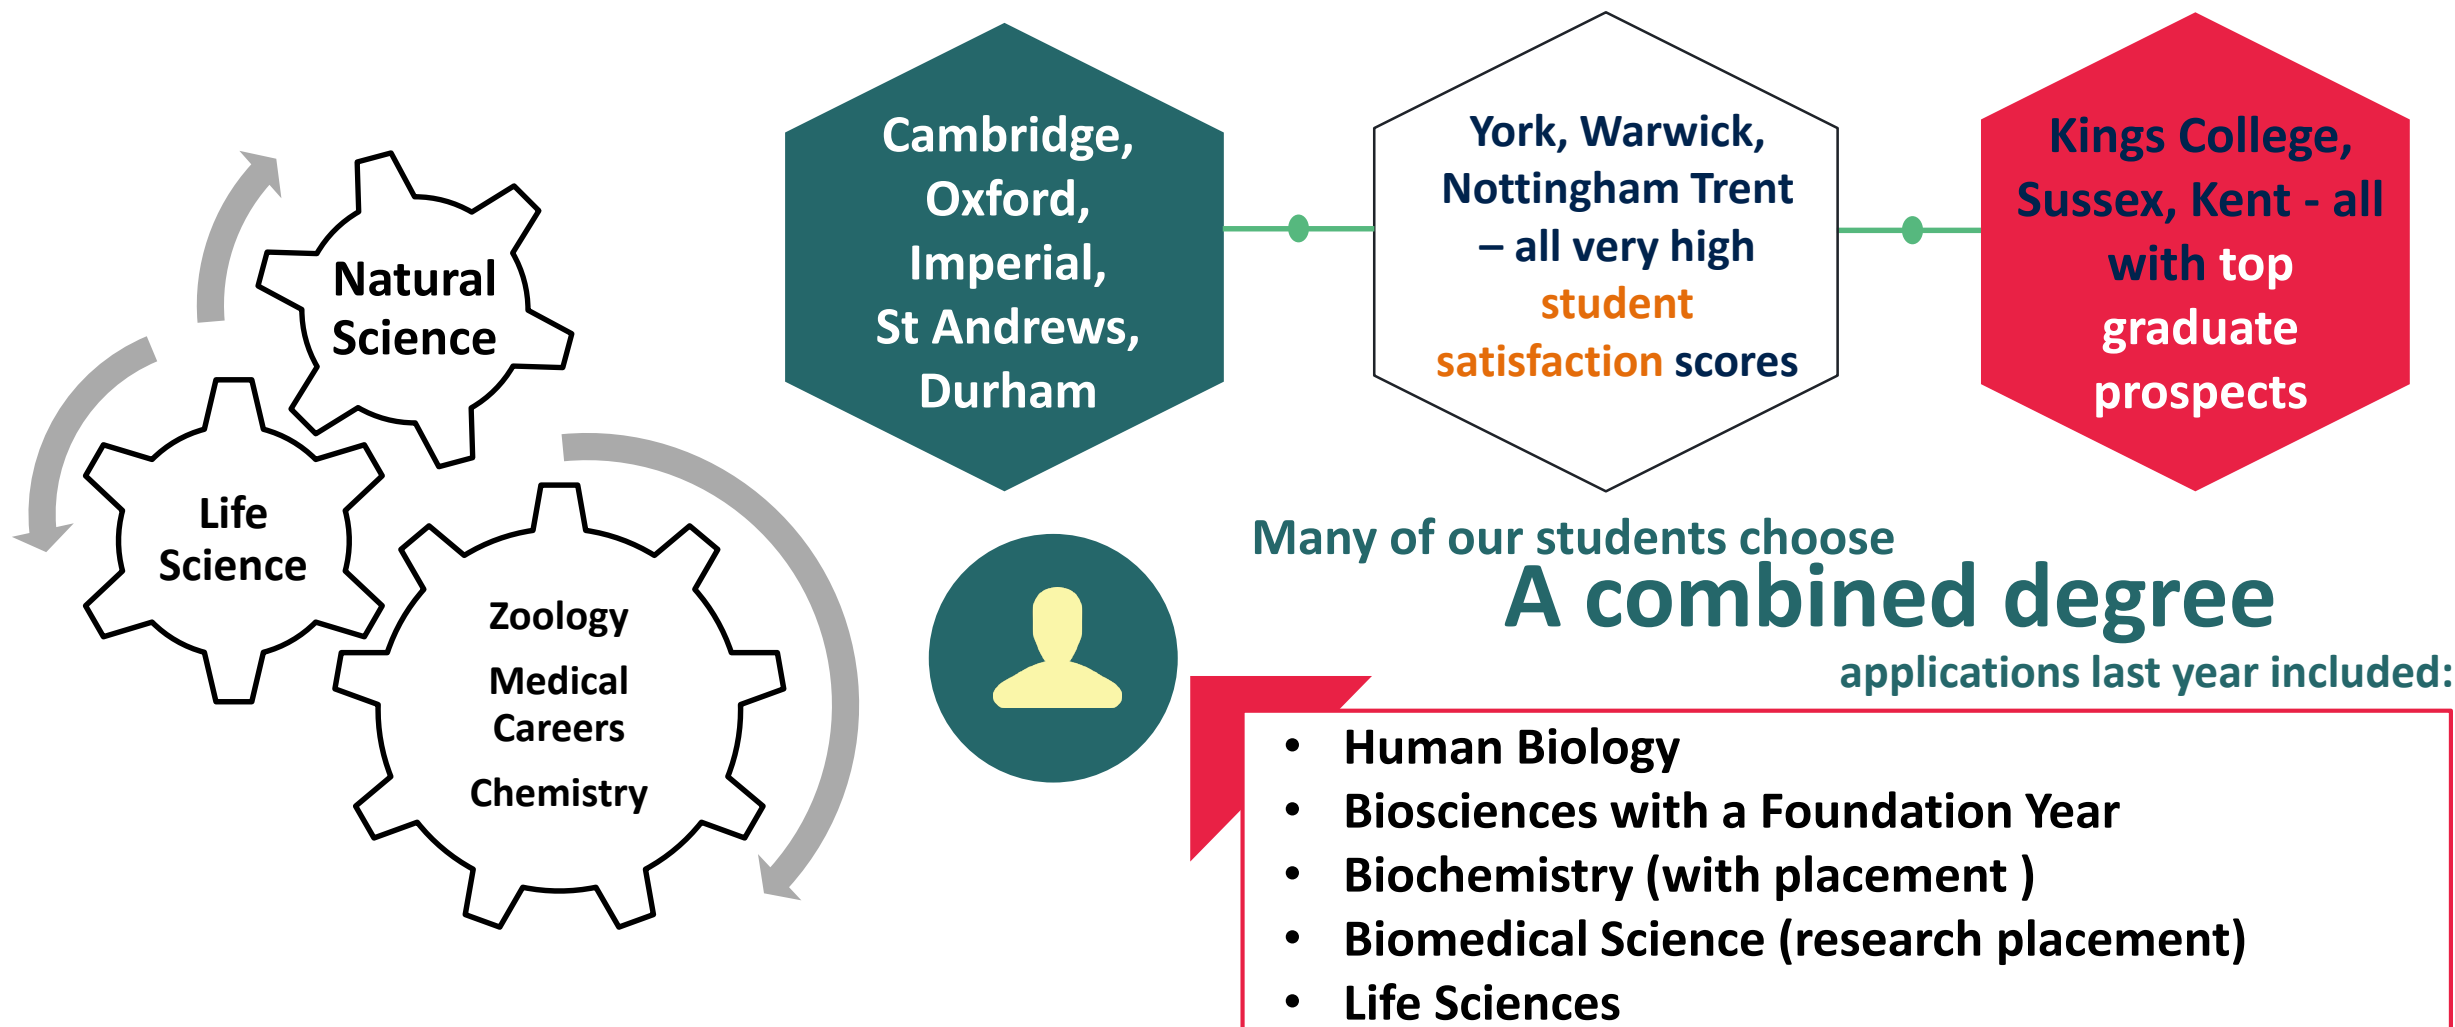 Natural
Science
Life
Science
Zoology
Medical
Careers
Chemistry
Cambridge,
Oxford,
Imperial,
St Andrews,
Durham
York, Warwick,
Nottingham Trent
– all very high
student
satisfaction scores
Kings College,
Sussex, Kent - all
with top
graduate
prospects
Many of our students choose
A combined degree
applications last year included:
• Human Biology
• Biosciences with a Foundation Year
• Biochemistry (with placement )
• Biomedical Science (research placement)
• Life Sciences